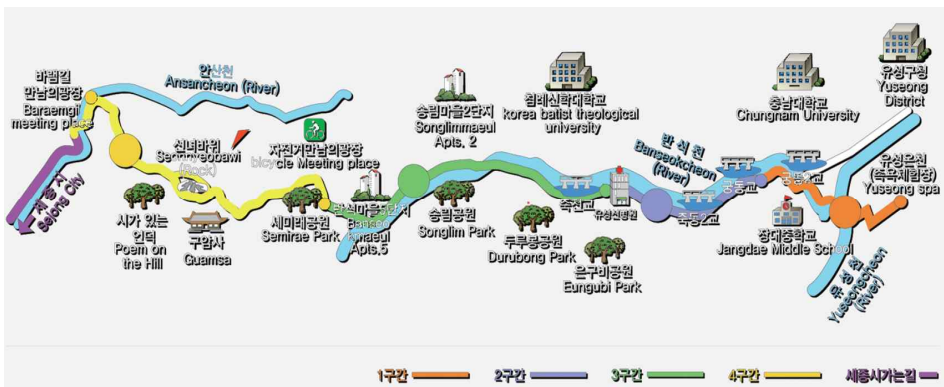 바램길
만남의광장
Baraemgil
meeting place
안산천
Ansancheon (River)
선녀바위
(Rock)
자전거만남의광장
bicycle Meeting place
송림마을2단지
Songlimmaeul
Apts, 2
침례신학대학교
korea batist theological
university
반석천
Banseokcheon
(River)
충남대학교
Chungnam University
유성구청
Yuseong
District
유성온천
(족욕체험장)
Yuseong spa
세종시
Sejong City
시가 있는
언덕
Poem on
the Hill
구암사
Guamsa
세미래공원
Semirae Park
반석마을5단지
Apts,5
송림공원
Songlim Park
두루봉공원
Durubong Park
은구비공원
Eungubi Park
죽전교
유성선병원
죽동2교
궁동교
궁동2교
장대중학교
Jangdae Middle School
유성천
Yuseongcheon
(River)
1구간
2구간
3구간
4구간
세종시가는길